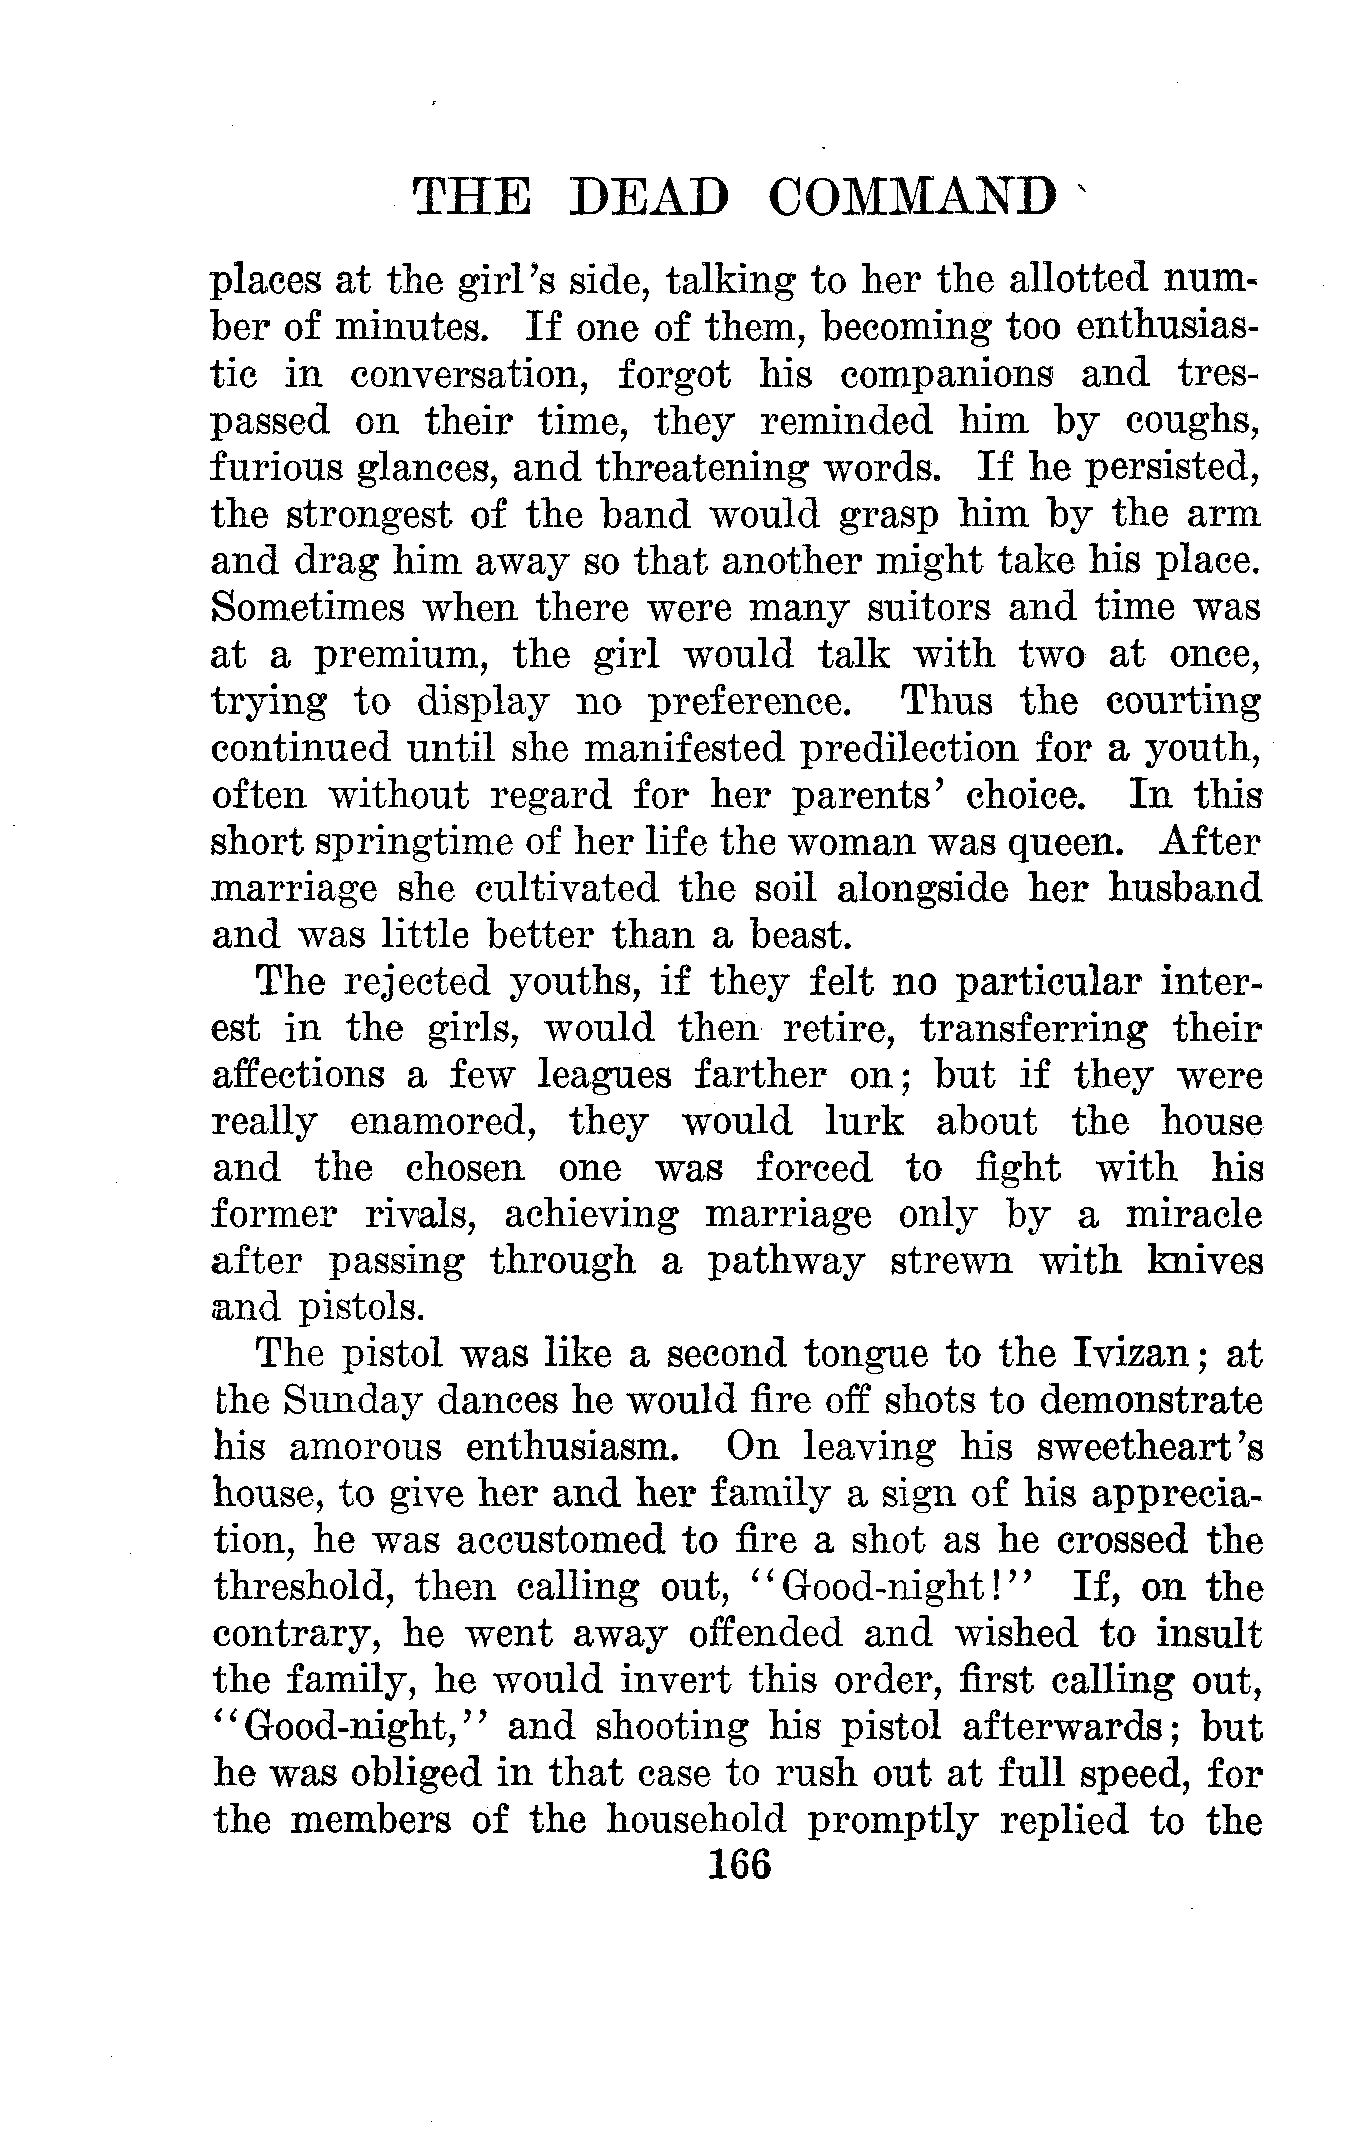 THE DEAD COMMAND
places at the girl's side, talking to her the allotted num-
ber of minutes. If one of them, becoming too enthusias-
tic in conversation, forgot his companions and tres-
passed on their time, they reminded him by coughs,
furious glances, and threatening words. If he persisted,
the strongest of the band would grasp him by the arm
and drag him away so that another might take his place.
Sometimes when there were many suitors and time was
at a premium, the girl would talk with two at once,
trying to display no preference. Thus the courting
continued until she manifested predilection for a youth,
often without regard for her parents' choice. In this
short springtime of her life the woman was queen. After
marriage she cultivated the soil alongside her husband
and was little better than a beast.
The rejected youths, if they felt no particular inter-
est in the girls, would then retire, transferring their
affections a few leagues farther on; but if they were
really enamored, they would lurk about the house
and the chosen one was forced to fight with his
former rivals, achieving marriage only by a miracle
after passing through a pathway strewn with knives
and pistols.
The pistol was like a second tongue to the Ivizan; at
the Sunday dances he would fire off shots to demonstrate
his amorous enthusiasm. On leaving his sweetheart's
house, to give her and her family a sign of his apprecia-
tion, he was accustomed to fire a shot as he crossed the
threshold, then calling out, "Good-night!" If, on the
contrary, he went away offended and wished to insult
the family, he would invert this order, first calling out,
"Good-night," and shooting his pistol afterwards; but
he was obliged in that case to rush out at full speed, for
the members of the household promptly replied to the
166